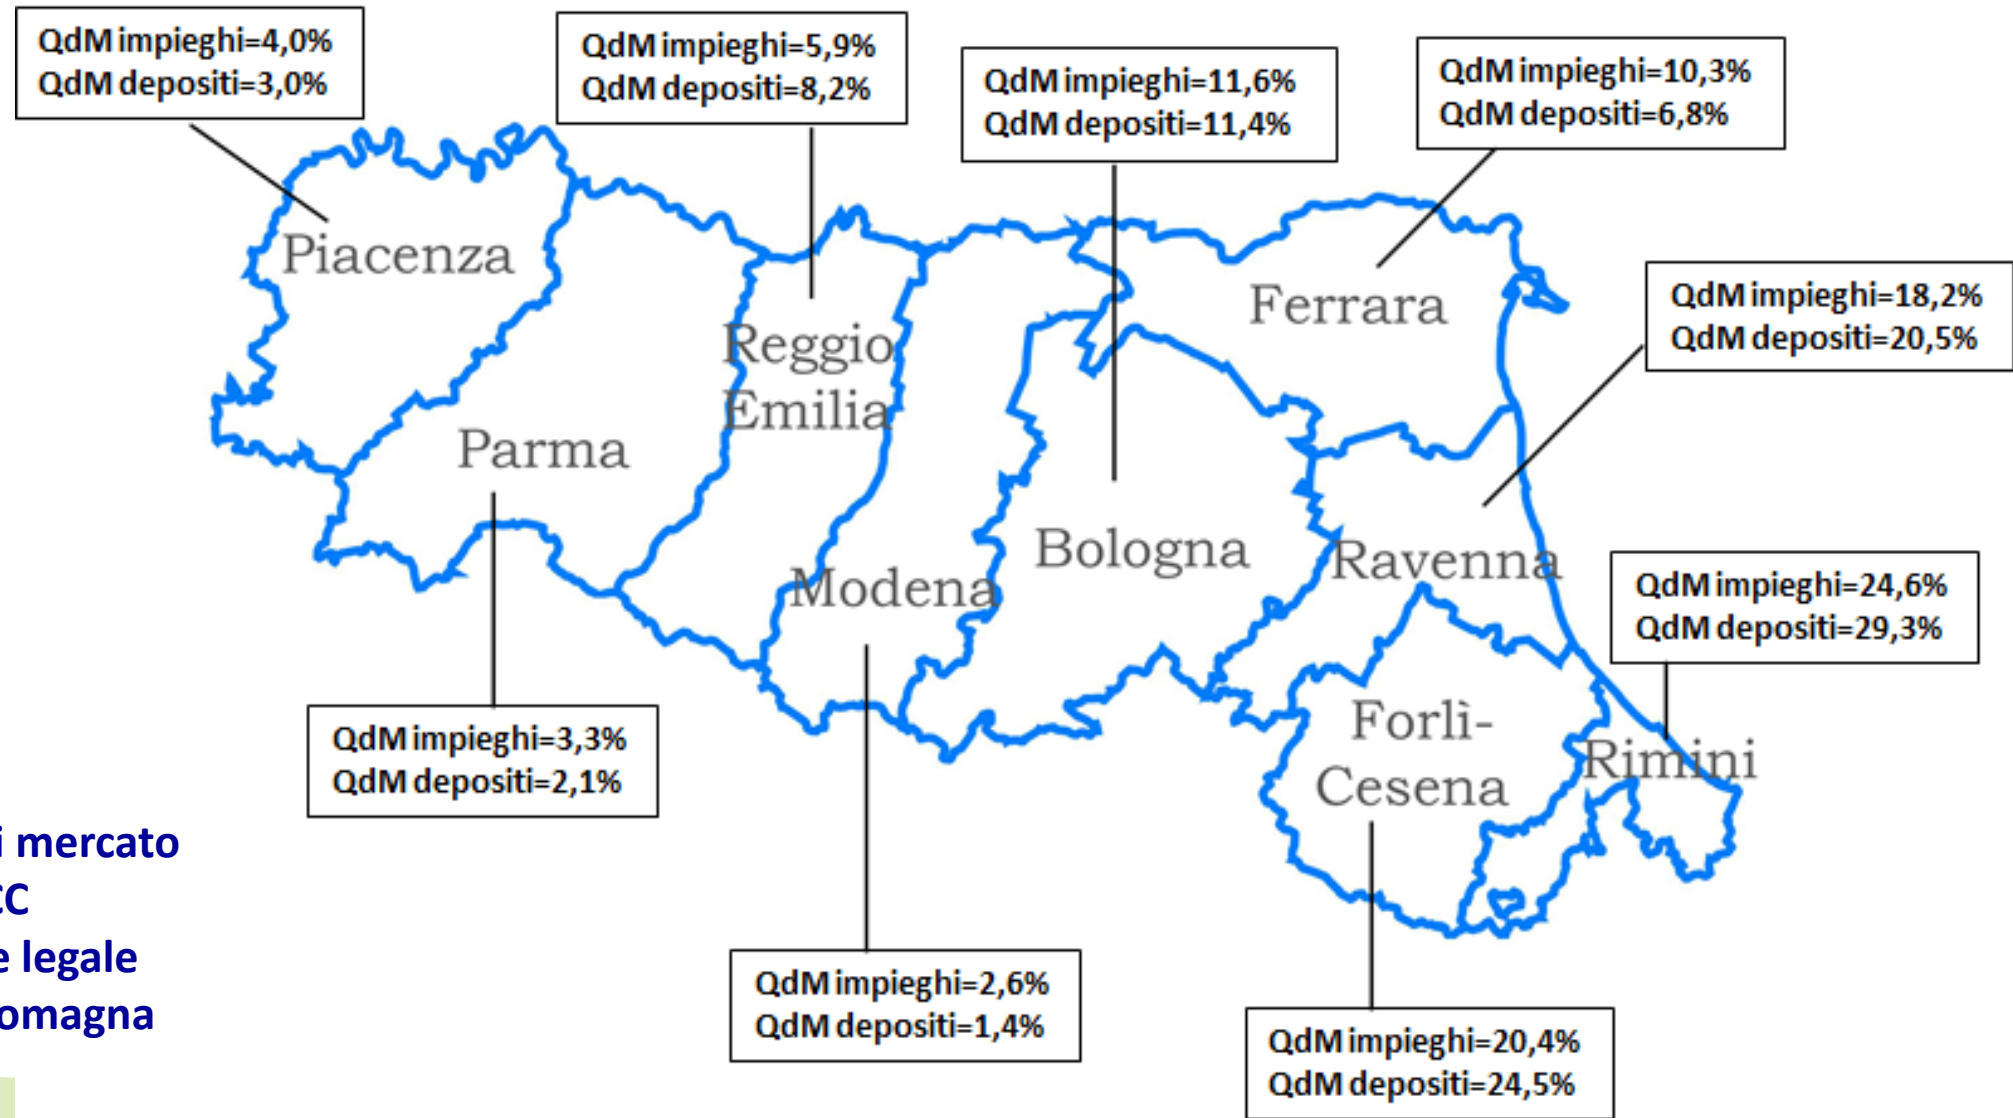 QdM impieghi=4,0%
QdM depositi=3,0%
QdM impieghi=5,9%
QdM depositi=8,2%
QdM impieghi=11,6%
QdM depositi=11,4%
QdM impieghi=10,3%
QdM depositi=6,8%
QdM impieghi=18,2%
QdM depositi=20,5%
Piacenza
Ferrara
Reggio
Emilia
Parma
Bologna
Ravenna
Modena
QdM impieghi=24,6%
QdM depositi=29,3%
Forlì-
Cesena
Rimini
QdM impieghi=3,3%
QdM depositi=2,1%
i mercato
legale
omagna
QdM impieghi=2,6%
QdM depositi=1,4%
QdM impieghi=20,4%
QdM depositi=24,5%